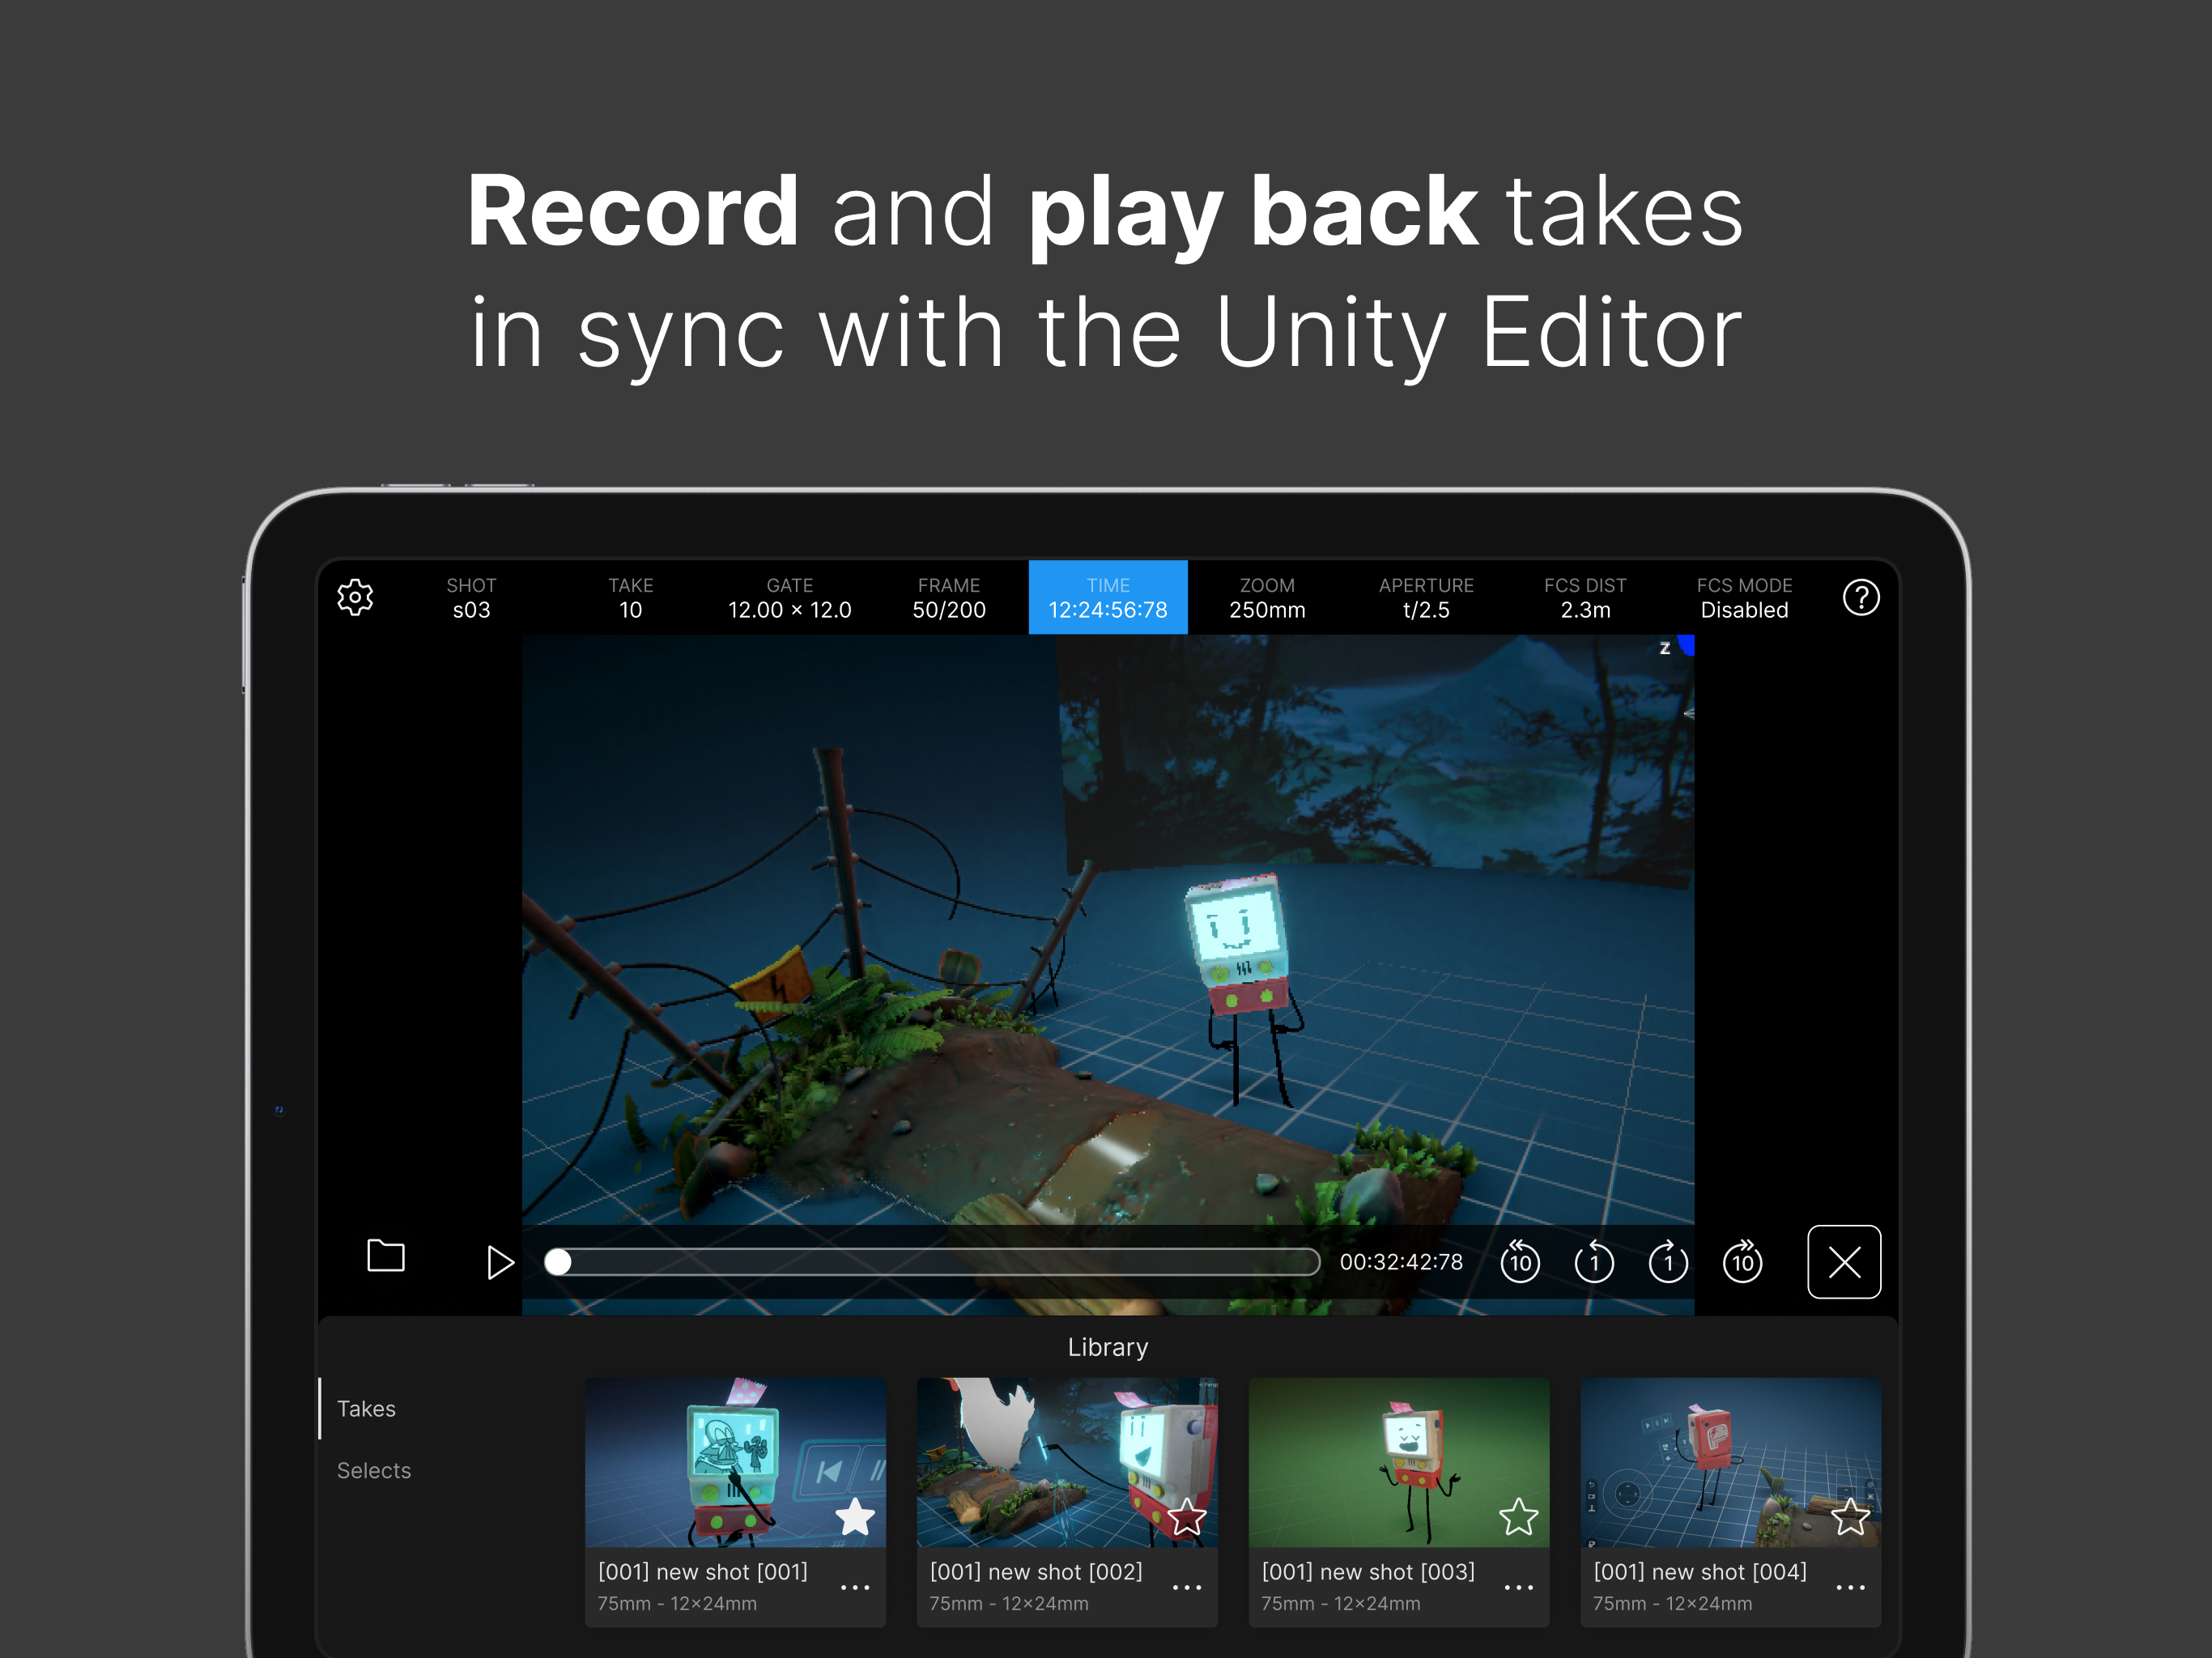 Record and play back takes
in sync with the Unity Editor
SHOT
s03
TAKE
10
GATE
12.00 × 12.0
FRAME
50/200
TIME
12:24:56:78
ZOOM
250mm
APERTURE
t/2.5
FCS DIST
2.3m
FCS MODE
Disabled
?
z
00:32:42:78
10
1
1
10
Library
Takes
Selects
[001] new shot [001]
75mm - 12×24mm
[001] new shot [002]
75mm - 12×24mm
[001] new shot [003]
75mm - 12×24mm
[001] new shot [004]
75mm - 12×24mm